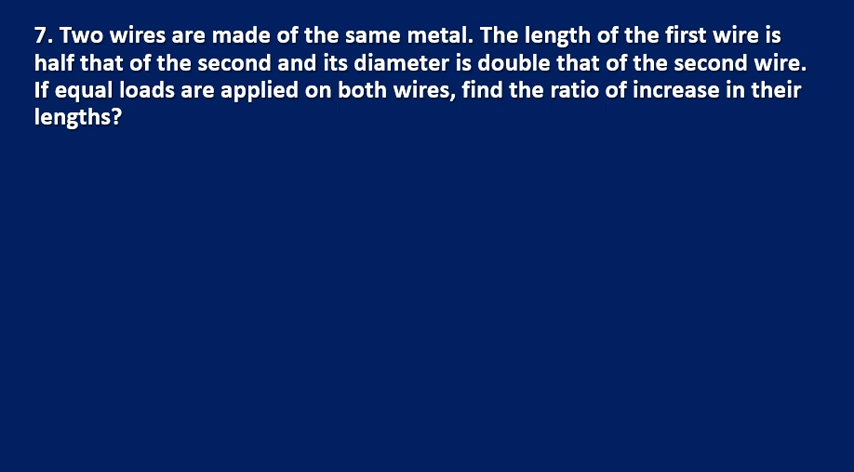 7. Two wires are made of the same metal. The length of the first wire is
half that of the second and its diameter is double that of the second wire.
If equal loads are applied on both wires, find the ratio of increase in their
lengths?